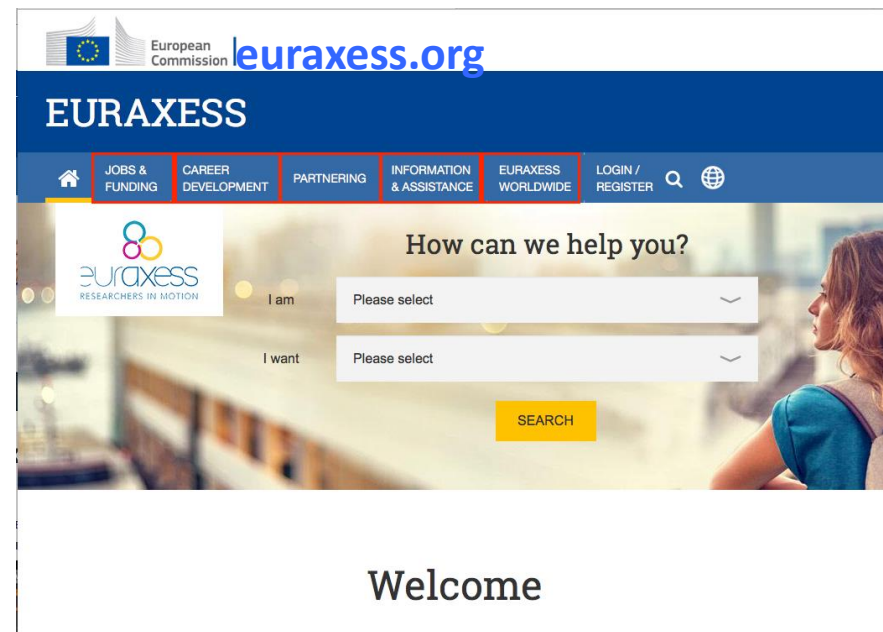 European
Commission
euraxess.org
EURAXESS
JOBS &
FUNDING
CAREER
DEVELOPMENT
PARTNERING
INFORMATION
& ASSISTANCE
EURAXESS
WORLDWIDE
LOGIN /
REGISTER
How can we help you?
euraxess
RESEARCHERS IN MOTION
I am
Please select
I want
Please select
SEARCH
Welcome